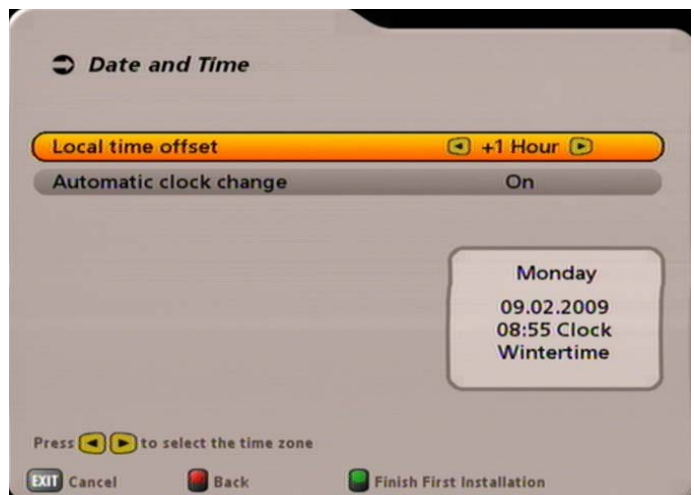 Date and Time
Local time offset +1 Hour
Automatic clock change On
Monday
09.02.2009
08:55 Clock
Wintertime
Press to select the time zone
EXIT Cancel Back Finish First Installation